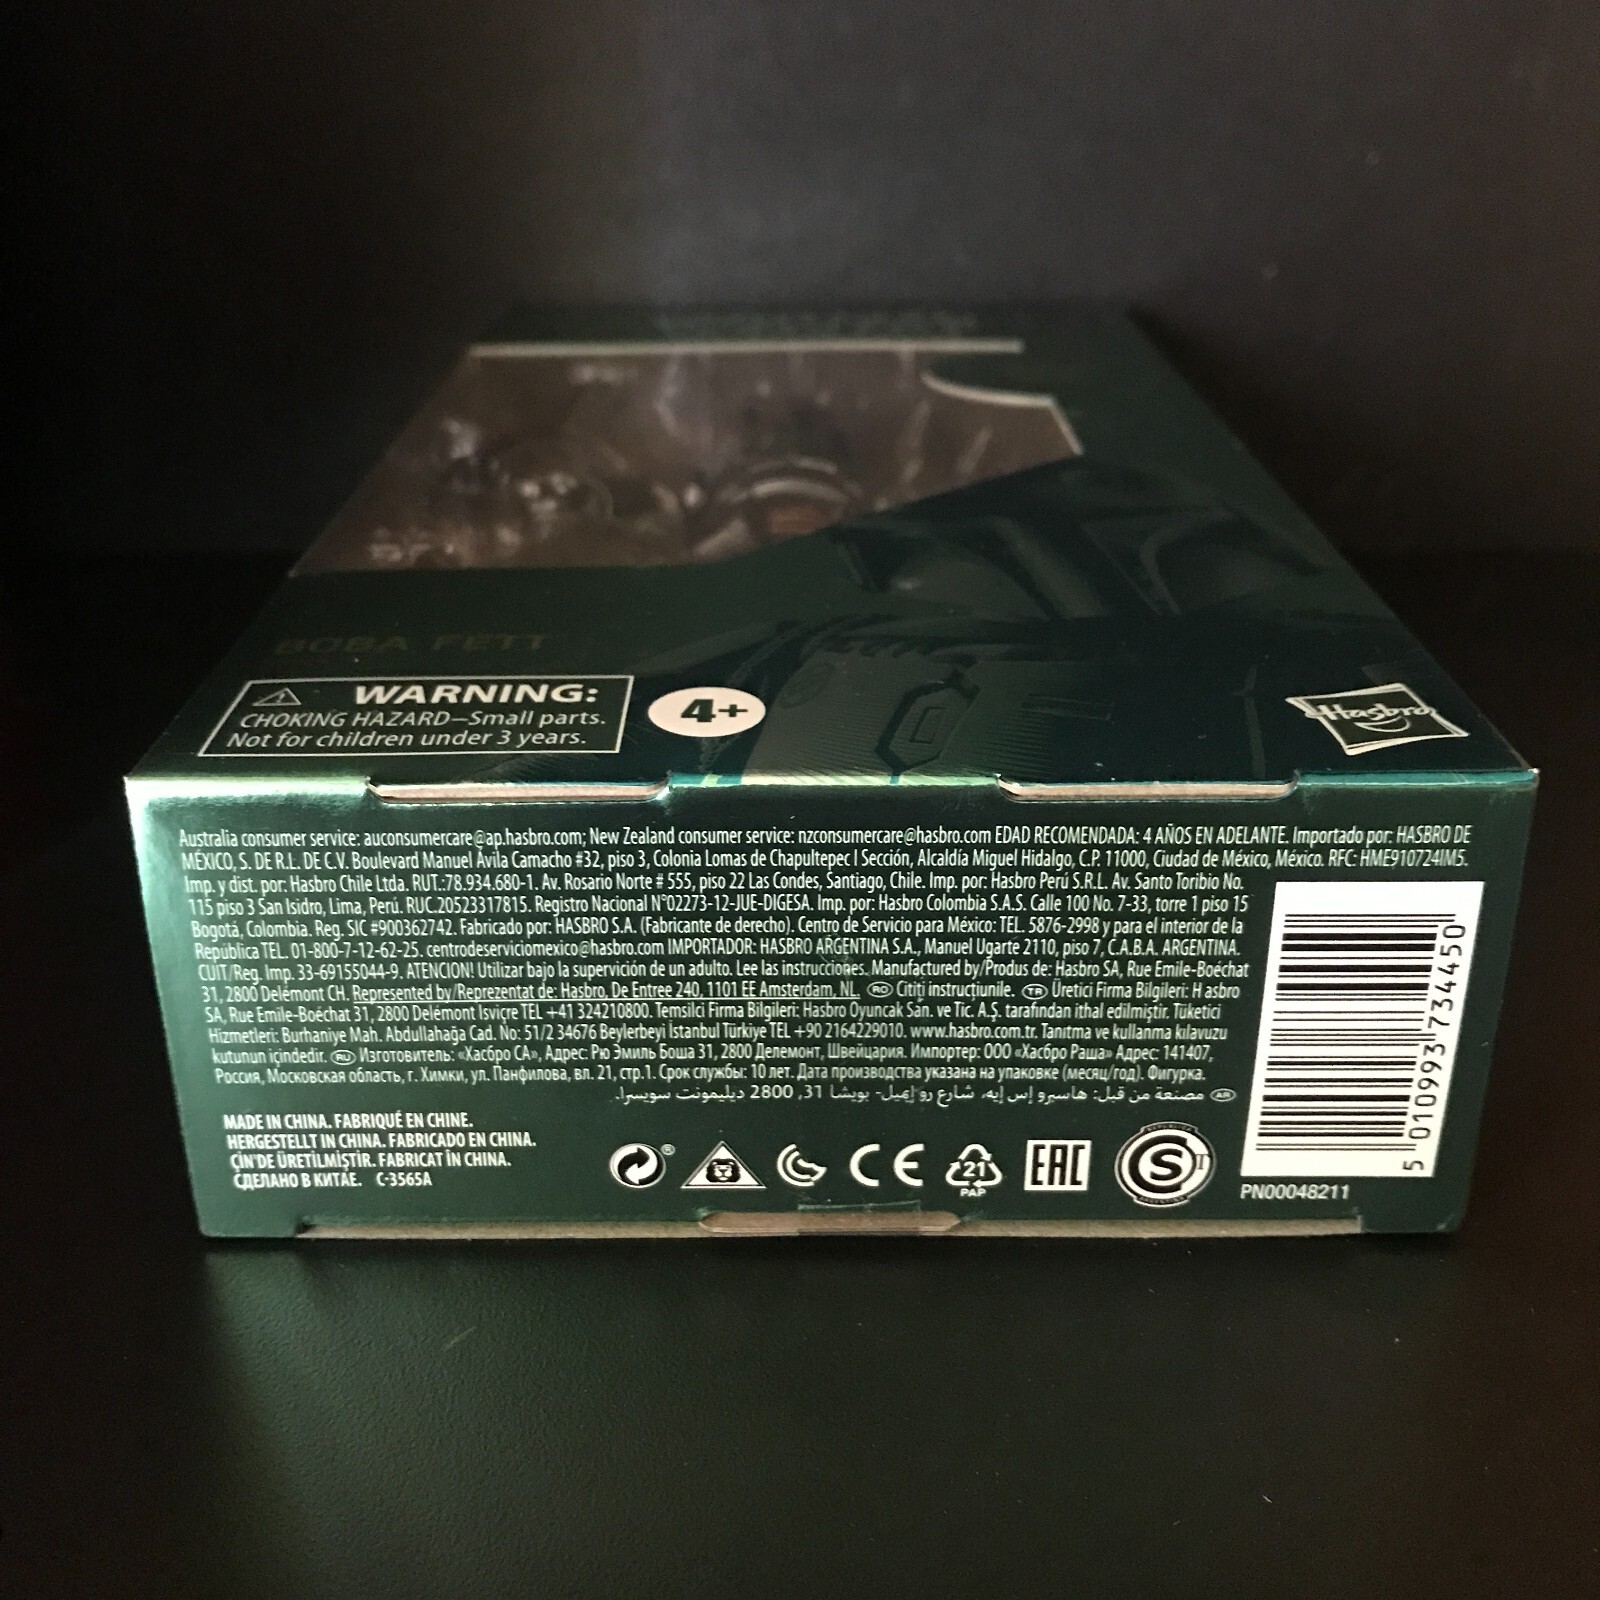 BOBA FETT
WARNING:
CHOKING HAZARD—Small parts.
Not for children under 3 years.
4+
Hasbro
Australia consumer service: auconsumercare@ap.hasbro.com; New Zealand consumer service: nzconsumercare@hasbro.com EDAD RECOMENDADA: 4 AÑOS EN ADELANTE. Importado por: HASBRO DE
MÉXICO, S. DE R.L. DE C.V. Boulevard Manuel Ávila Camacho #32, piso 3, Colonia Lomas de Chapultepec I Sección, Alcaldía Miguel Hidalgo, C.P. 11000, Ciudad de México, México. RFC: HME910724IM5.
Imp. y dist. por: Hasbro Chile Ltda. RUT.:78.934.680-1. Av. Rosario Norte # 555, piso 22 Las Condes, Santiago, Chile. Imp. por: Hasbro Perú S.R.L. Av. Santo Toribio No.
115 piso 3 San Isidro, Lima, Perú. RUC.20523317815. Registro Nacional N°02273-12-JUE-DIGESA. Imp. por: Hasbro Colombia S.A.S. Calle 100 No. 7-33, torre 1 piso 15
Bogotá, Colombia. Reg. SIC #900362742. Fabricado por: HASBRO S.A. (Fabricante de derecho). Centro de Servicio para México: TEL. 5876-2998 y para el interior de la
República TEL. 01-800-7-12-62-25. centrodeserviciomexico@hasbro.com IMPORTADOR: HASBRO ARGENTINA S.A., Manuel Ugarte 2110, piso 7, C.A.B.A. ARGENTINA.
CUIT/Reg. Imp. 33-69155044-9. ATENCION! Utilizar bajo la supervición de un adulto. Lee las instrucciones. Manufactured by/Produs de: Hasbro SA, Rue Emile-Boéchat
31, 2800 Delémont CH. Represented by/Reprezentat de: Hasbro, De Entree 240, 1101 EE Amsterdam, NL. RO Citiți instrucțiunile. TR Üretici Firma Bilgileri: H asbro
SA, Rue Emile-Boéchat 31, 2800 Delémont İsviçre TEL +41 324210800. Temsilci Firma Bilgileri: Hasbro Oyuncak San. ve Tic. A.Ş. tarafından ithal edilmiştir. Tüketici
Hizmetleri: Burhaniye Mah. Abdullahağa Cad. No: 51/2 34676 Beylerbeyi İstanbul Türkiye TEL +90 2164229010. www.hasbro.com.tr. Tanıtma ve kullanma kılavuzu
kutunun içindedir. RU Изготовитель: «Хасбро СА», Адрес: Рю Эмиль Боша 31, 2800 Делемонт, Швейцария. Импортер: ООО «Хасбро Раша» Адрес: 141407,
Россия, Московская область, г. Химки, ул. Панфилова, вл. 21, стр.1. Срок службы: 10 лет. Дата производства указана на упаковке (месяц/год). Фигурка.
AR مصنعة من قبل: هاسبرو إس إيه، شارع رو إميل- بويشا 31, 2800 ديليمونت سويسرا.
MADE IN CHINA. FABRIQUÉ EN CHINE.
HERGESTELLT IN CHINA. FABRICADO EN CHINA.
ÇİN'DE ÜRETİLMİŞTİR. FABRICAT ÎN CHINA.
СДЕЛАНО В КИТАЕ. C-3565A
CE
21
PAP
EAC
S
5 010993 734450
PN00048211